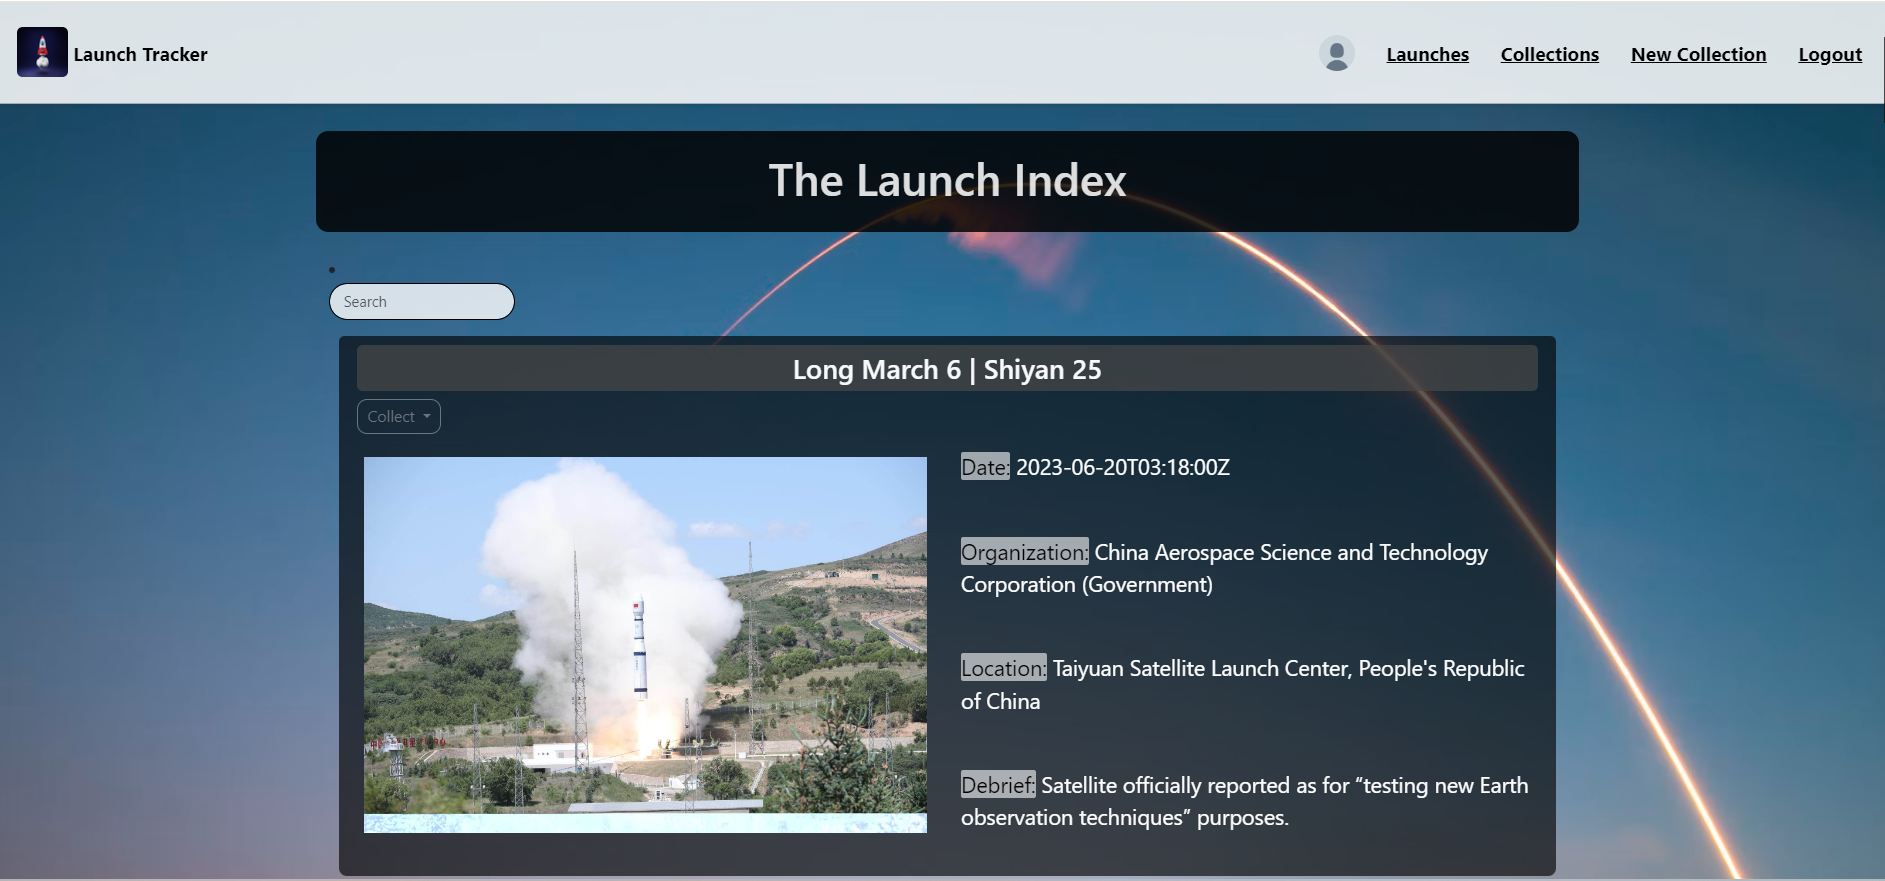 Launch Tracker
Launches
Collections
New Collection
Logout
The Launch Index
Search
Long March 6 | Shiyan 25
Collect
Date: 2023-06-20T03:18:00Z
Organization: China Aerospace Science and Technology
Corporation (Government)
Location: Taiyuan Satellite Launch Center, People's Republic
of China
Debrief: Satellite officially reported as for “testing new Earth
observation techniques” purposes.